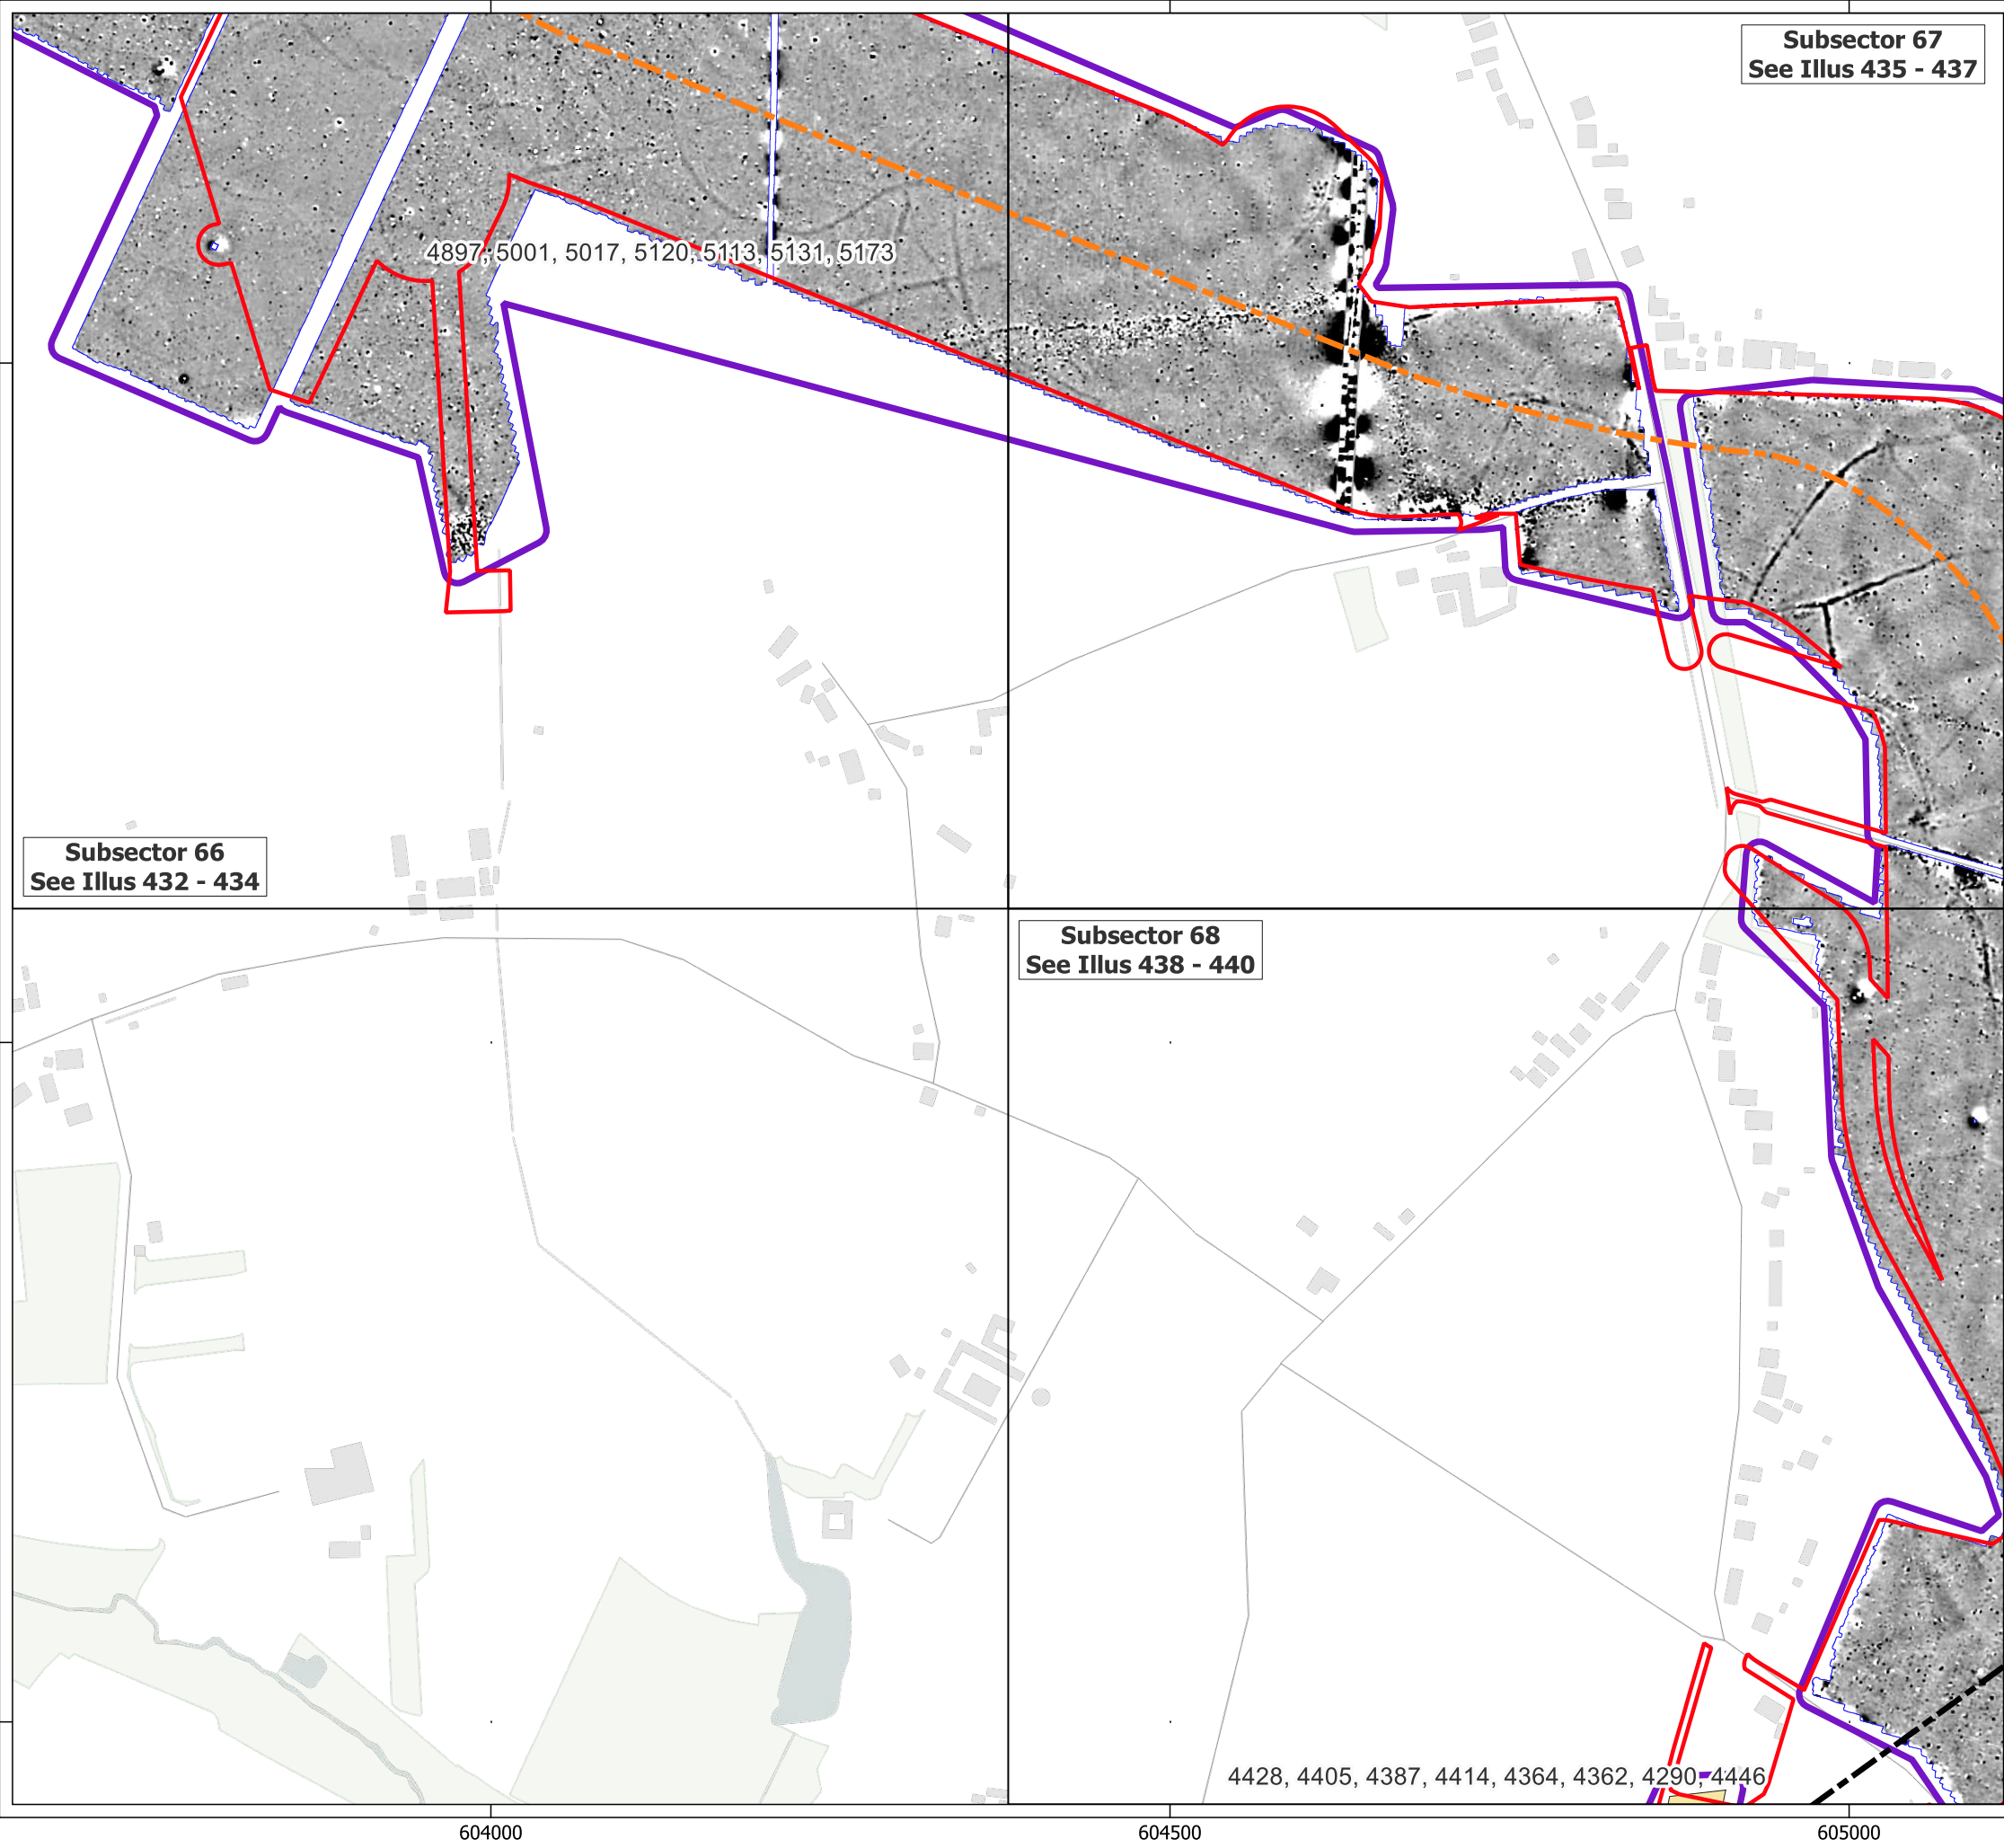 Subsector 67
See Illus 435 - 437
4897, 5001, 5017, 5120, 5113, 5131, 5173
Subsector 66
See Illus 432 - 434
Subsector 68
See Illus 438 - 440
4428, 4405, 4387, 4414, 4364, 4362, 4290, 4446
604000
604500
605000